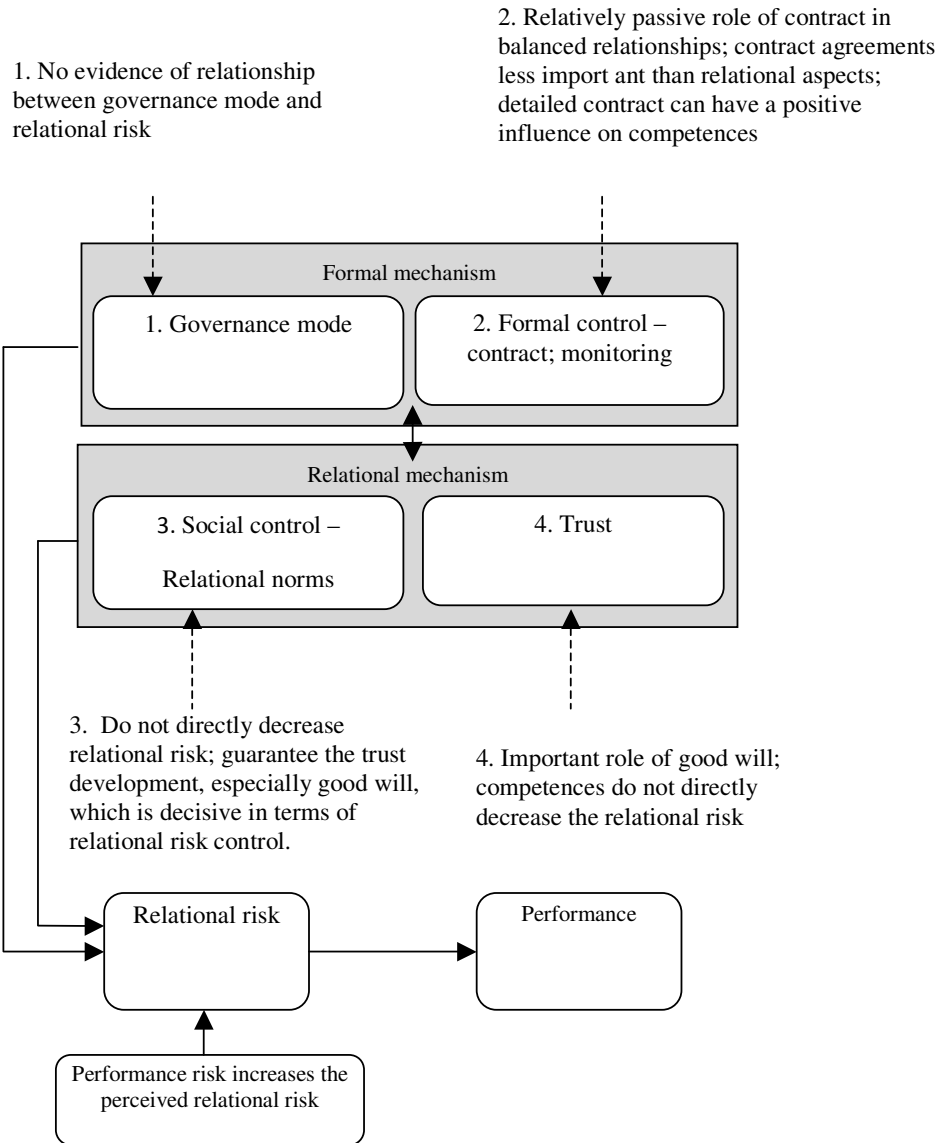 1. No evidence of relationship
between governance mode and
relational risk
2. Relatively passive role of contract in
balanced relationships; contract agreements
less import ant than relational aspects;
detailed contract can have a positive
influence on competences
Formal mechanism
1. Governance mode
2. Formal control –
contract; monitoring
Relational mechanism
3. Social control –
Relational norms
4. Trust
3. Do not directly decrease
relational risk; guarantee the trust
development, especially good will,
which is decisive in terms of
relational risk control.
4. Important role of good will;
competences do not directly
decrease the relational risk
Relational risk
Performance
Performance risk increases the
perceived relational risk